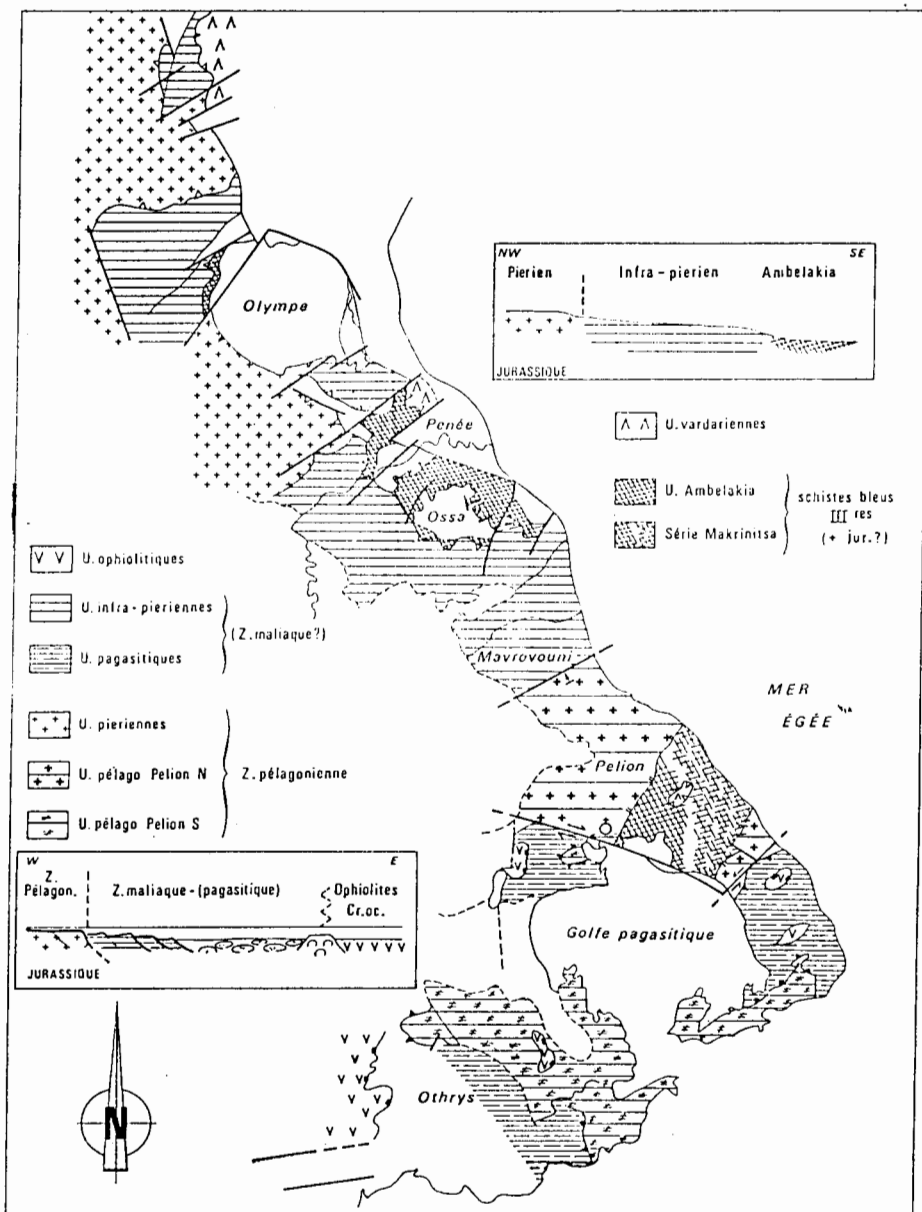 Olympe
NW
SE
Pierien
Infra-pierien
Ambelakia
JURASSIQUE
Penée
Ossa
U. vardariennes
U. Ambelakia
Série Makrinitsa
schistes bleus
III res
(+ jur.?)
U. ophiolitiques
U. infra-pieriennes
U. pagasitiques
(Z. maliaque?)
U. pieriennes
U. pélago Pelion N
U. pélago Pelion S
Z. pélagonienne
Mavrovouni
MER
ÉGÉE
Pelion
W
E
Z.
Pélagon.
Z. maliaque-(pagasitique)
Ophiolites
Cr. oc.
JURASSIQUE
Golfe pagasitique
Othrys
N